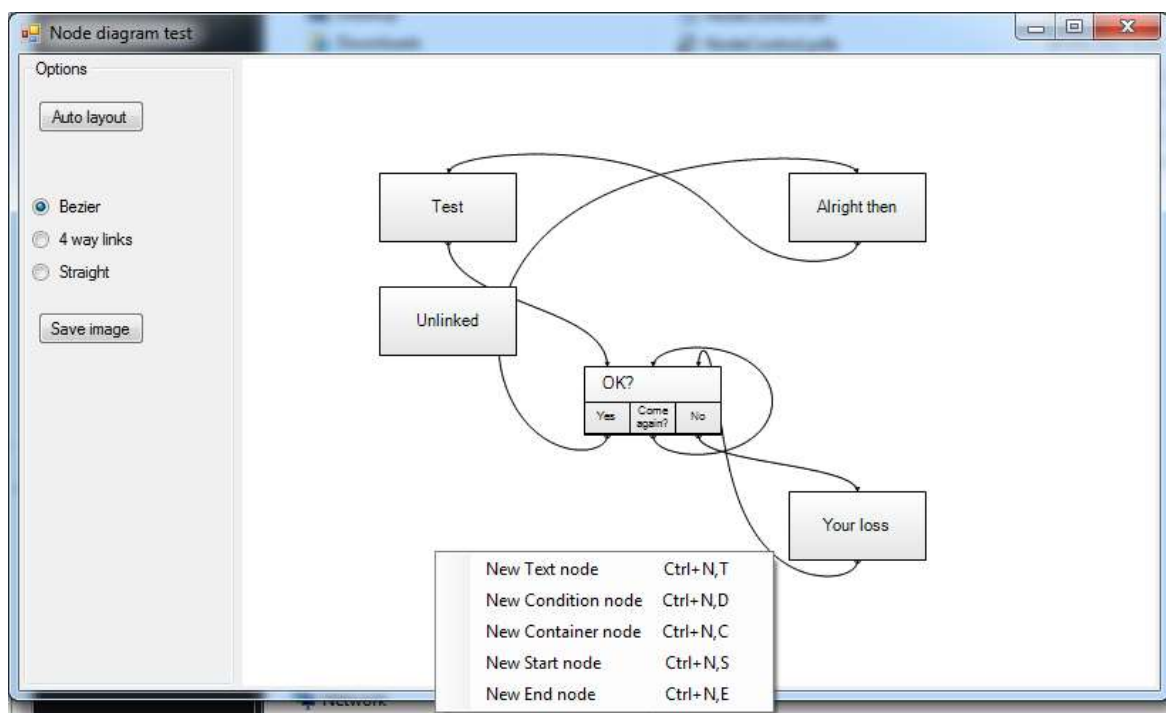 Node diagram test
Downloads
Options
Auto layout
Bezier
4 way links
Straight
Save image
Test
Alright then
Unlinked
OK?
Yes
Come
again?
No
Your loss
New Text node Ctrl+N,T
New Condition node Ctrl+N,D
New Container node Ctrl+N,C
New Start node Ctrl+N,S
New End node Ctrl+N,E
Network